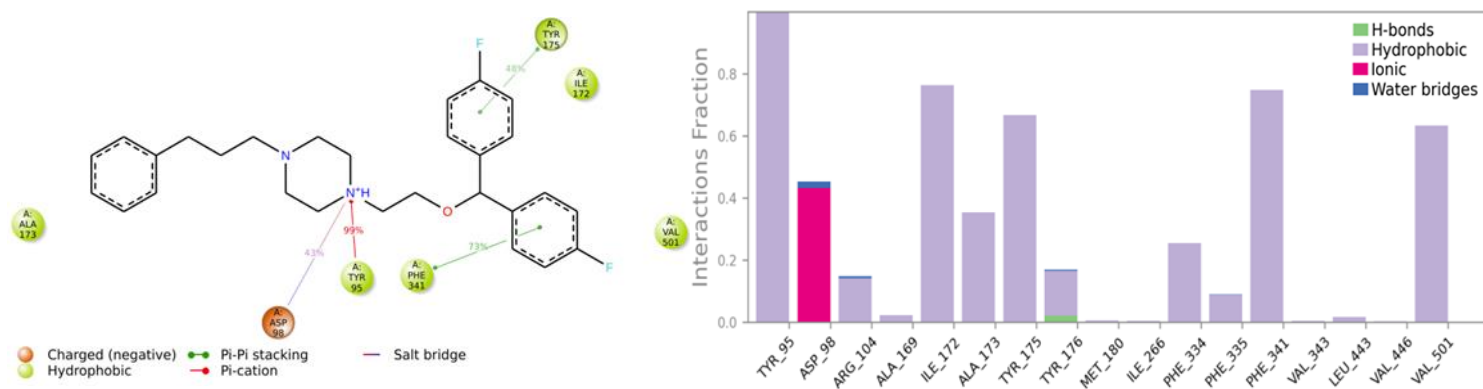 F
A:
TYR
175
48%
A:
ILE
172
N
N⁺H
A:
ALA
173
O
99%
43%
73%
A:
VAL
501
A:
TYR
95
A:
PHE
341
F
A:
ASP
98
Charged (negative)
Pi-Pi stacking
Salt bridge
Hydrophobic
Pi-cation
Interactions Fraction
0.8
0.6
0.4
0.2
0.0
H-bonds
Hydrophobic
Ionic
Water bridges
TYR_95
ASP_98
ARG_104
ALA_169
ILE_172
ALA_173
TYR_175
TYR_176
MET_180
ILE_266
PHE_334
PHE_335
PHE_341
VAL_343
LEU_443
VAL_446
VAL_501